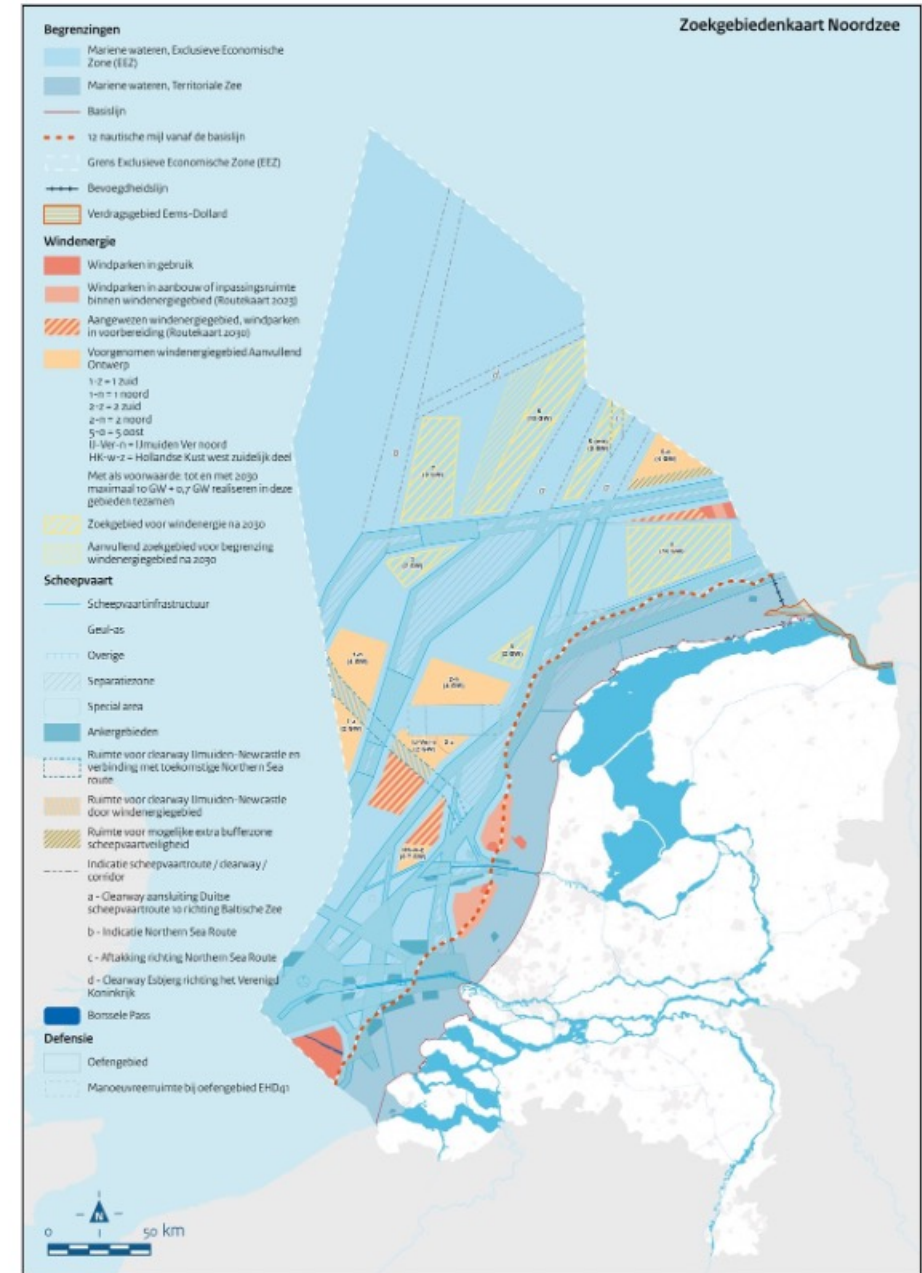 Zoekgebiedenkaart Noordzee
Begrenzingen
Mariene wateren, Exclusieve Economische
Zone (EEZ)
Mariene wateren, Territoriale Zee
Basislijn
12 nautische mijl vanaf de basislijn
Grens Exclusieve Economische Zone (EEZ)
Bevoegdheidslijn
Verdragsgebied Eems-Dollard
Windenergie
Windparken in gebruik
Windparken in aanbouw of inpassingsruimte
binnen windenergiegebied (Routekaart 2023)
Aangewezen windenergiegebied, windparken
in voorbereiding (Routekaart 2030)
Voorgenomen windenergiegebied Aanvullend
Ontwerp
1-z = 1 zuid
1-n = 1 noord
2-z = 2 zuid
2-n = 2 noord
5-o = 5 oost
IJ-Ver-n = IJmuiden Ver noord
HK-w-z = Hollandse Kust west zuidelijk deel
Met als voorwaarde: tot en met 2030
maximaal 10 GW + 0,7 GW realiseren in deze
gebieden tezamen
Zoekgebied voor windenergie na 2030
Aanvullend zoekgebied voor begrenzing
windenergiegebied na 2030
Scheepvaart
Scheepvaartinfrastructuur
Geul-as
Overige
Separatiezone
Special area
Ankergebieden
Ruimte voor clearway IJmuiden-Newcastle en
verbinding met toekomstige Northern Sea
route
Ruimte voor clearway IJmuiden-Newcastle
door windenergiegebied
Ruimte voor mogelijke extra bufferzone
scheepvaartveiligheid
Indicatie scheepvaartroute / clearway /
corridor
a - Clearway aansluiting Duitse
scheepvaartroute 10 richting Baltische Zee
b - Indicatie Northern Sea Route
c - Aftakking richting Northern Sea Route
d - Clearway Esbjerg richting het Verenigd
Koninkrijk
Borssele Pass
Defensie
Oefengebied
Manoeuvreerruimte bij oefengebied EHD41
N
0 50 km